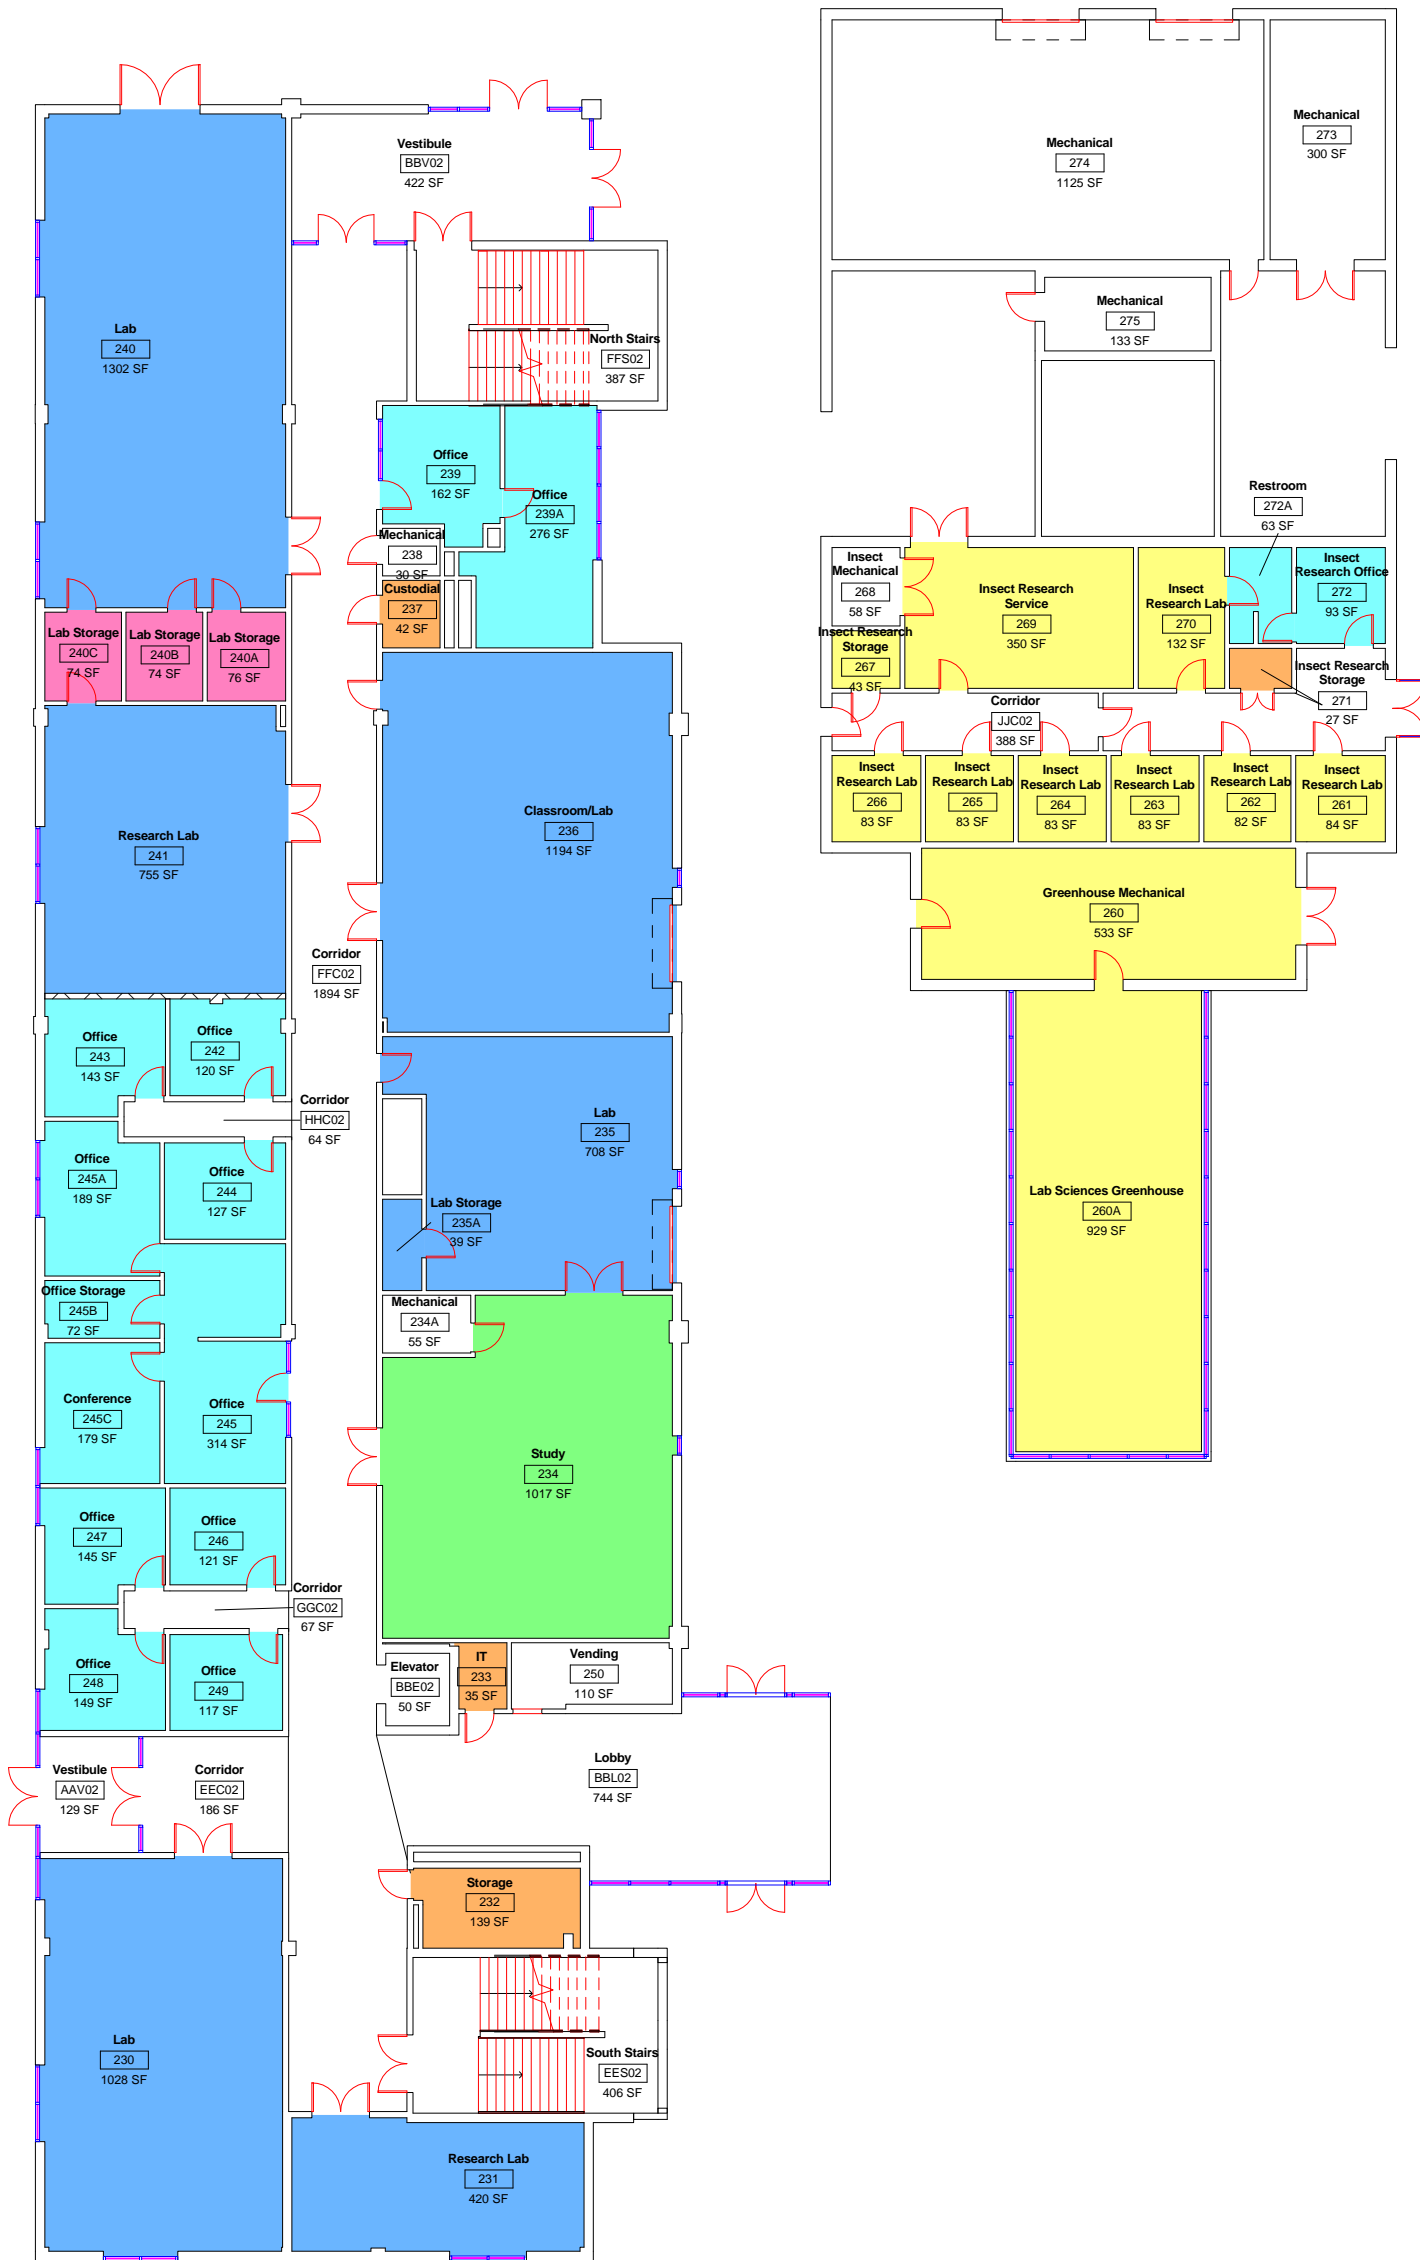 Mechanical
274
1125 SF
Mechanical
273
300 SF
Vestibule
BBV02
422 SF
Mechanical
275
133 SF
Lab
240
1302 SF
North Stairs
FFS02
387 SF
Office
239
162 SF
Office
239A
276 SF
Restroom
272A
63 SF
Mechanical
238
30 SF
Custodial
237
42 SF
Insect
Mechanical
268
58 SF
Insect Research
Service
269
350 SF
Insect
Research Lab
270
132 SF
Insect
Research Office
272
93 SF
Lab Storage
240C
74 SF
Lab Storage
240B
74 SF
Lab Storage
240A
76 SF
Insect Research
Storage
267
43 SF
Insect Research
Storage
271
27 SF
Corridor
JJC02
388 SF
Insect
Research Lab
266
83 SF
Insect
Research Lab
265
83 SF
Insect
Research Lab
264
83 SF
Insect
Research Lab
263
83 SF
Insect
Research Lab
262
82 SF
Insect
Research Lab
261
84 SF
Research Lab
241
755 SF
Classroom/Lab
236
1194 SF
Greenhouse Mechanical
260
533 SF
Corridor
FFC02
1894 SF
Office
243
143 SF
Office
242
120 SF
Corridor
HHC02
64 SF
Lab
235
708 SF
Office
245A
189 SF
Office
244
127 SF
Lab Storage
235A
39 SF
Lab Sciences Greenhouse
260A
929 SF
Office Storage
245B
72 SF
Mechanical
234A
55 SF
Conference
245C
179 SF
Office
245
314 SF
Study
234
1017 SF
Office
247
145 SF
Office
246
121 SF
Corridor
GGC02
67 SF
Office
248
149 SF
Office
249
117 SF
Elevator
BBE02
50 SF
IT
233
35 SF
Vending
250
110 SF
Vestibule
AAV02
129 SF
Corridor
EEC02
186 SF
Lobby
BBL02
744 SF
Storage
232
139 SF
Lab
230
1028 SF
South Stairs
EES02
406 SF
Research Lab
231
420 SF